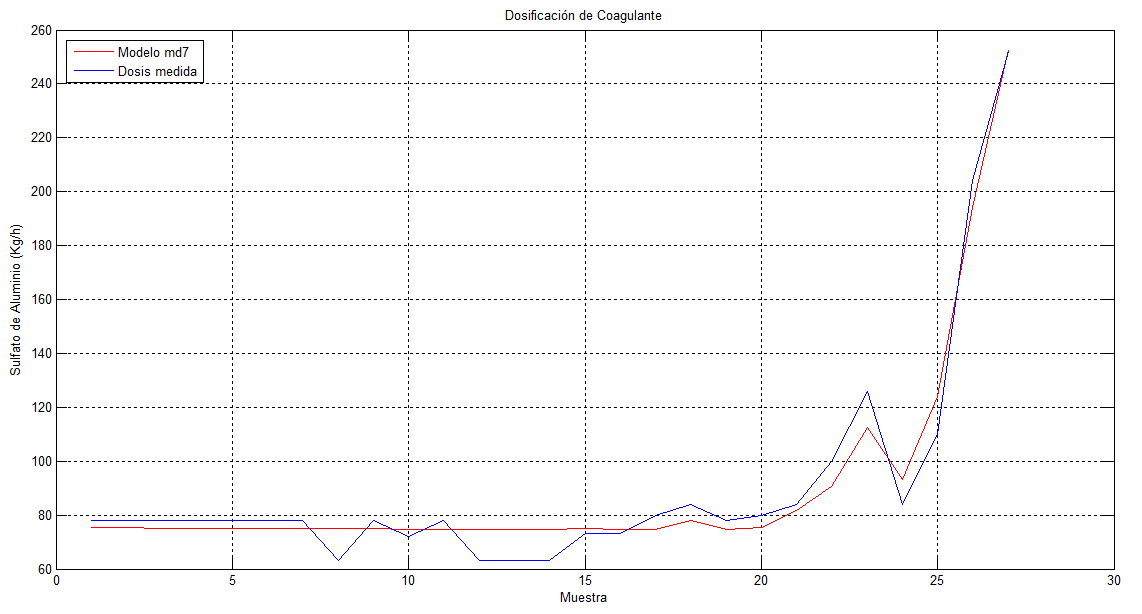 Dosificación de Coagulante
Modelo md7
Dosis medida
Sulfato de Aluminio (Kg/h)
260
240
220
200
180
160
140
120
100
80
60
0 5 10 15 20 25 30
Muestra